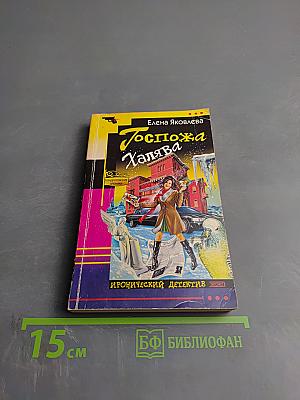 Елена Яковлева
Госпожа
Халява
ИРОНИЧЕСКИЙ ДЕТЕКТИВ
15 см
БФ БИБЛИОФАН